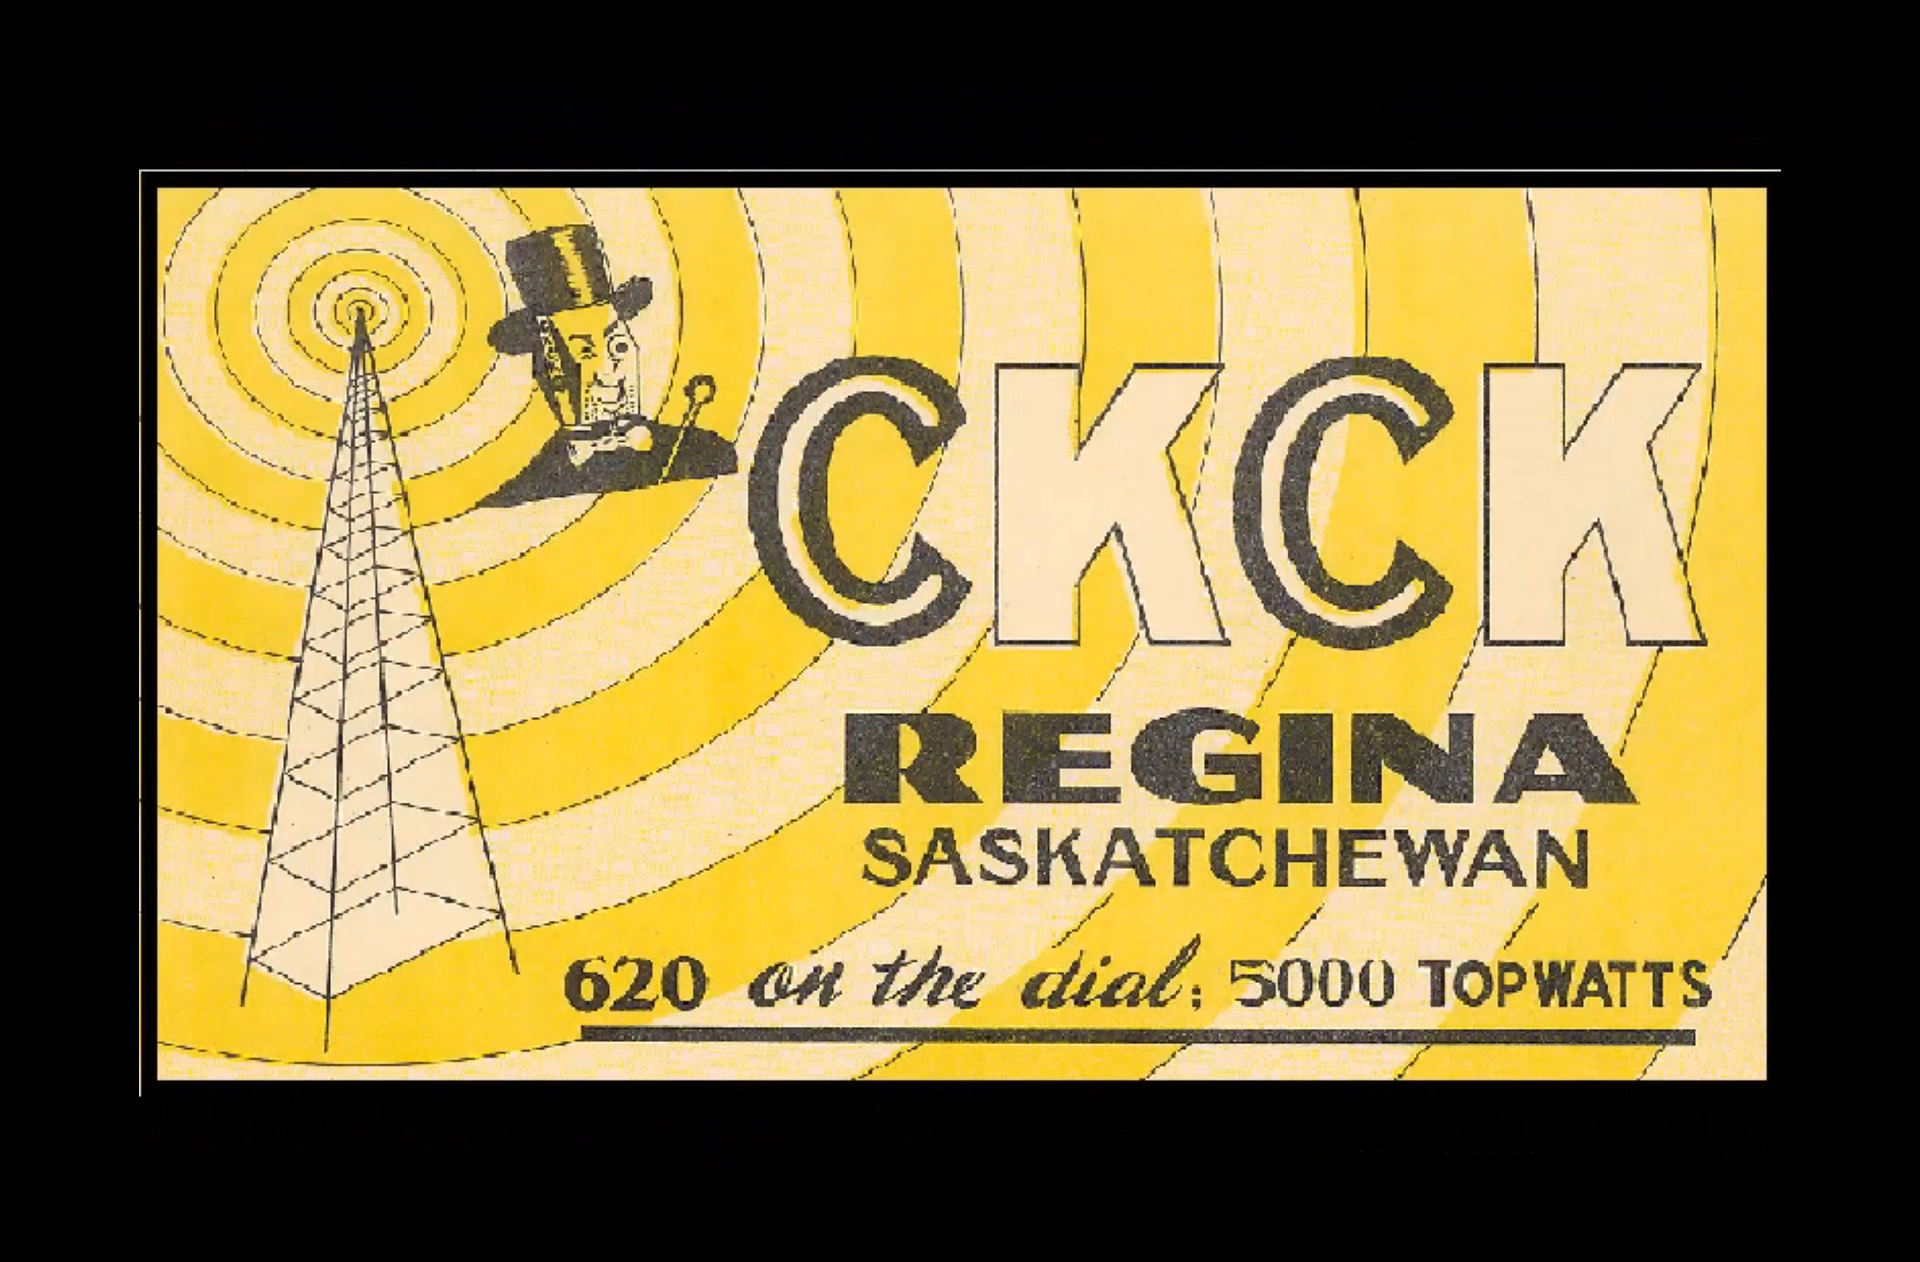 CKCK
REGINA
SASKATCHEWAN
620 on the dial; 5000 TOPWATTS